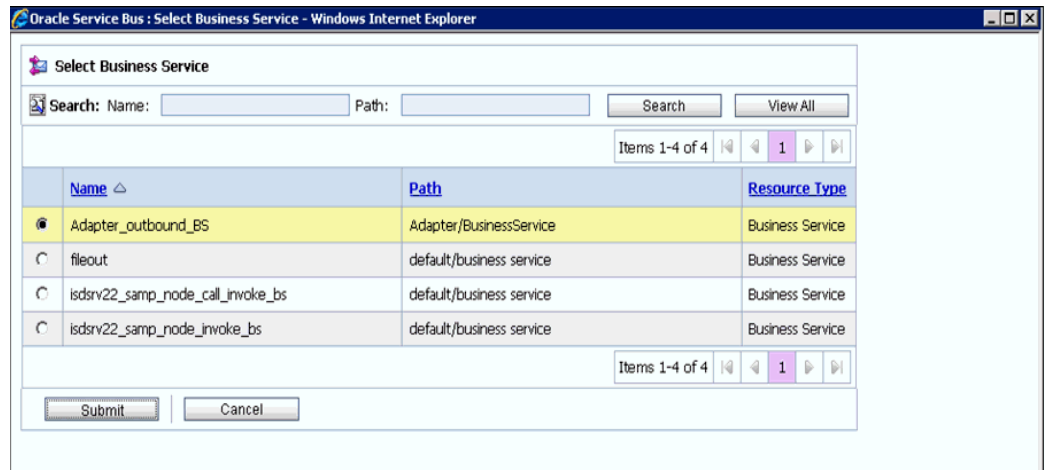 Oracle Service Bus : Select Business Service - Windows Internet Explorer
Select Business Service
Search: Name: Path: Search View All
Items 1-4 of 4 1
Name Path Resource Type
Adapter_outbound_BS Adapter/BusinessService Business Service
fileout default/business service Business Service
isdsrv22_samp_node_call_invoke_bs default/business service Business Service
isdsrv22_samp_node_invoke_bs default/business service Business Service
Items 1-4 of 4 1
Submit Cancel